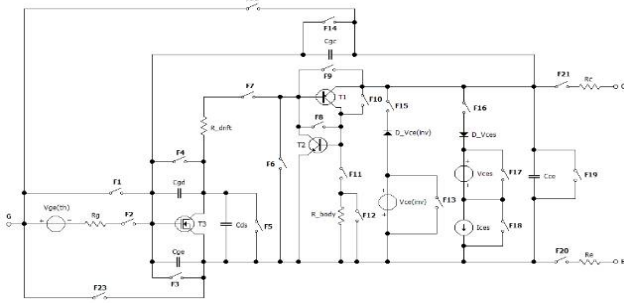 F14
Cgc
F9
F7
T1
F10
F15
F16
F21
Rc
C
R_drift
F8
T2
D_Vce(inv)
D_Vces
F4
F6
F11
F1
Cgd
Vces
F17
Cce
F19
G
Vge(th)
Rg
F2
T3
Cds
F5
R_body
F12
Vce(inv)
F13
Ices
F18
Cge
F3
F20
Re
E
F23